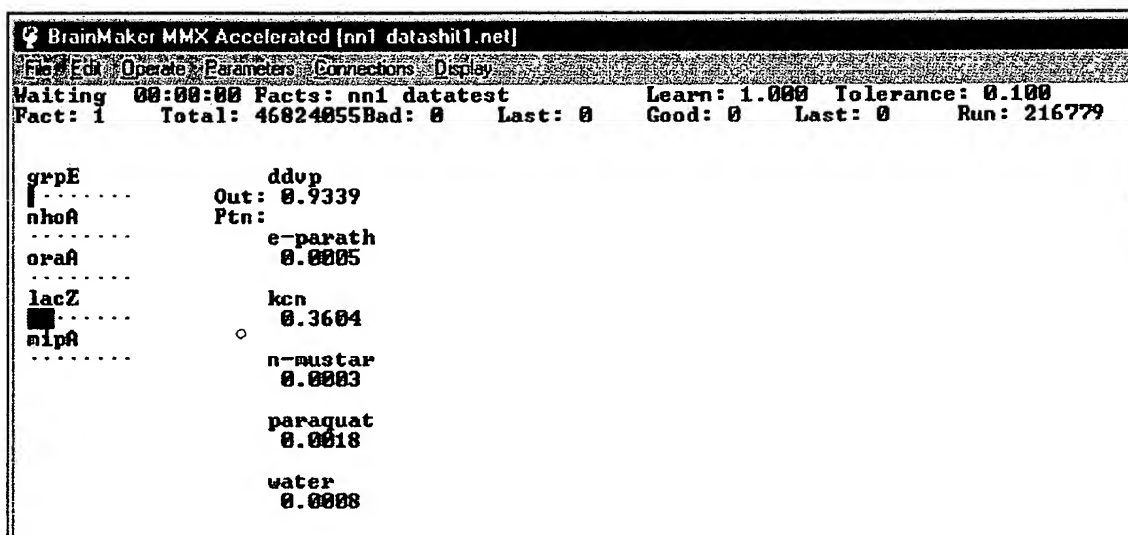 BrainMaker MMX Accelerated [nn1 datashit1.net]
File Edit Operate Parameters Connections Display
Waiting 00:00:00 Facts: nn1 datatest Learn: 1.000 Tolerance: 0.100
Fact: 1 Total: 46824055Bad: 0 Last: 0 Good: 0 Last: 0 Run: 216779
grpE ddvp
Out: 0.9339
nhoA Ptn:
e-parath
oraA 0.0005
lacZ kcn
0.3604
mipA
n-mustar
0.0003
paraquat
0.0018
water
0.0008